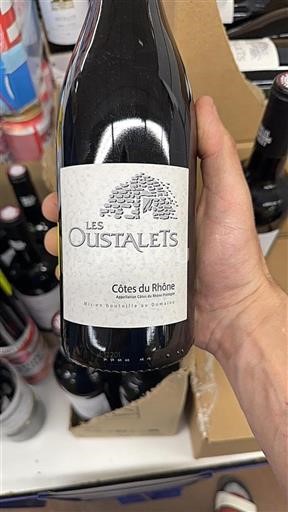 LES
OUSTALETS
Côtes du Rhône
Appellation Côtes du Rhône Protégée
Mis en bouteille au Domaine